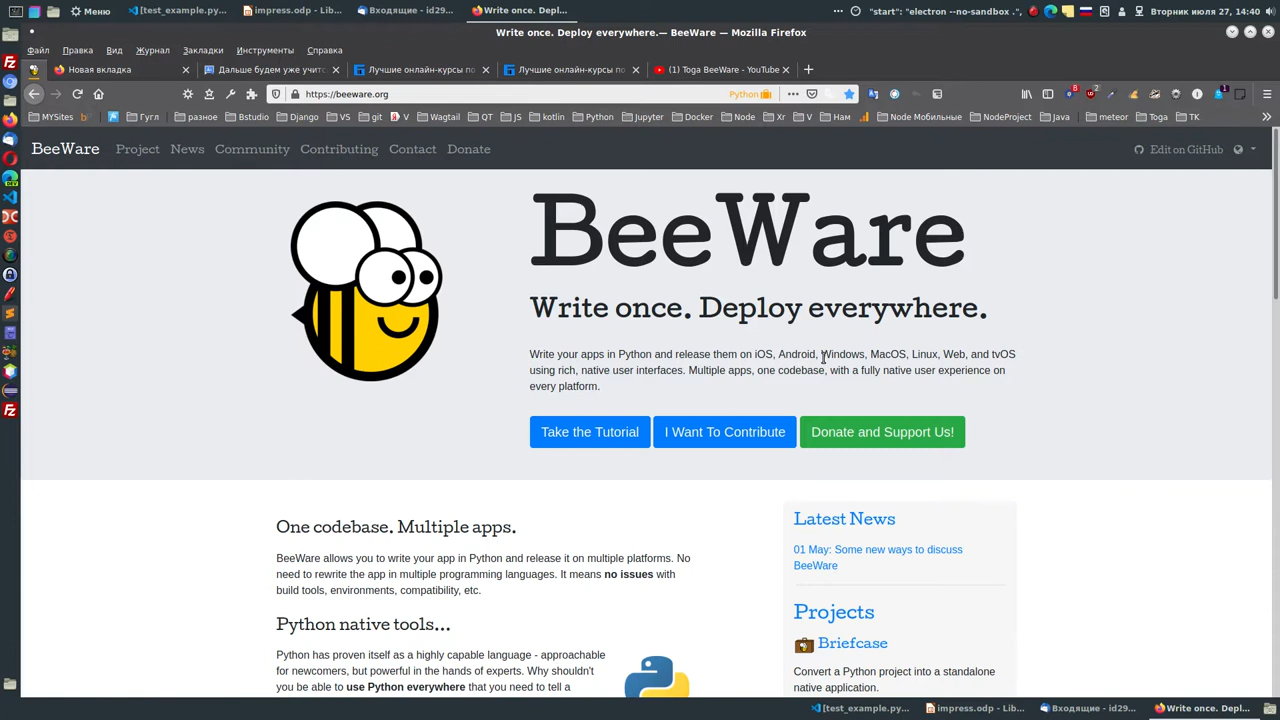 Меню
[test_example.py...
impress.odp - Lib...
Входящие - id29...
Write once. Depl...
"start": "electron --no-sandbox .",
Вторник июля 27, 14:40
Write once. Deploy everywhere.— BeeWare — Mozilla Firefox
Файл Правка Вид Журнал Закладки Инструменты Справка
Новая вкладка
Дальше будем уже учитс
Лучшие онлайн-курсы по
Лучшие онлайн-курсы по
(1) Toga BeeWare - YouTube
https://beeware.org
Python
MYSites Гугл разное Bstudio Django VS git V Wagtail QT JS kotlin Python Jupyter Docker Node Xr V Нам Node Мобильные NodeProject Java meteor Toga TK
BeeWare Project News Community Contributing Contact Donate Edit on GitHub
BeeWare
Write once. Deploy everywhere.
Write your apps in Python and release them on iOS, Android, Windows, MacOS, Linux, Web, and tvOS
using rich, native user interfaces. Multiple apps, one codebase, with a fully native user experience on
every platform.
Take the Tutorial I Want To Contribute Donate and Support Us!
One codebase. Multiple apps.
BeeWare allows you to write your app in Python and release it on multiple platforms. No
need to rewrite the app in multiple programming languages. It means no issues with
build tools, environments, compatibility, etc.
Python native tools...
Python has proven itself as a highly capable language - approachable
for newcomers, but powerful in the hands of experts. Why shouldn't
you be able to use Python everywhere that you need to tell a
Latest News
01 May: Some new ways to discuss
BeeWare
Projects
Briefcase
Convert a Python project into a standalone
native application.
[test_example.py...
impress.odp - Lib...
Входящие - id29...
Write once. Depl...